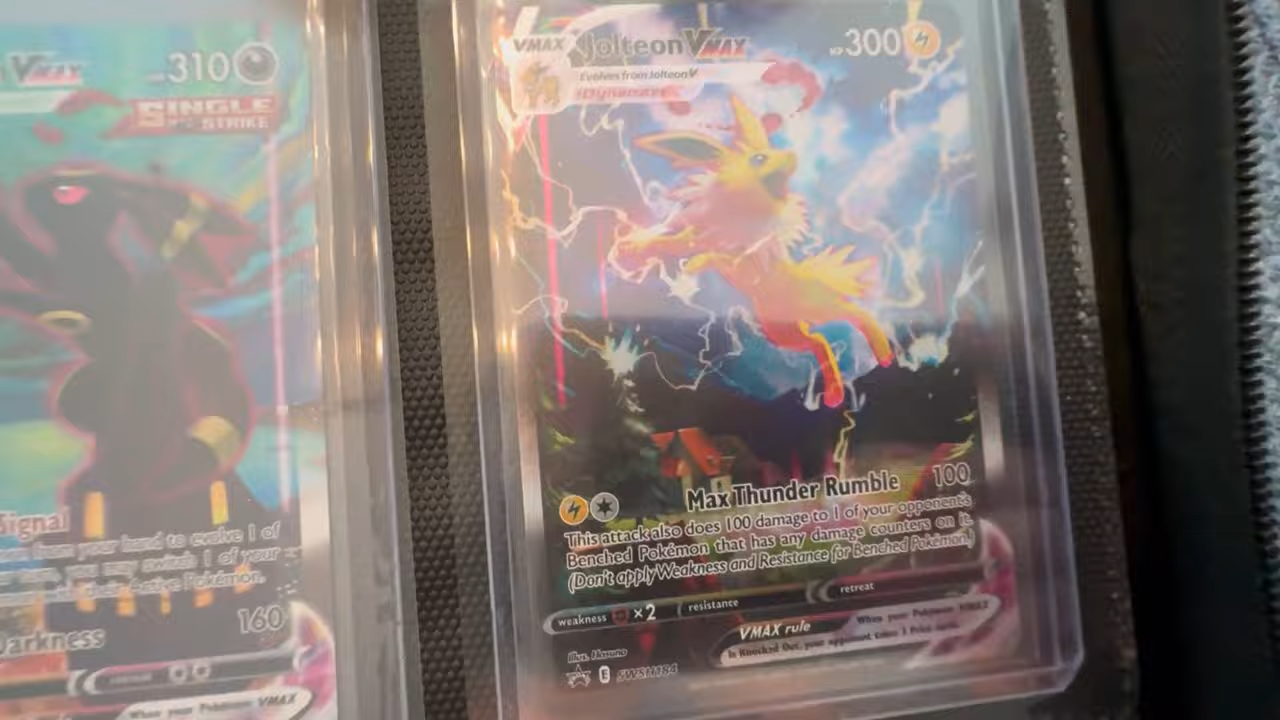 VMAX
310
SINGLE
STRIKE
Signal
from your hand to evolve 1 of
you may switch 1 of your
Active Pokémon.
Darkness
160
When your Pokémon VMAX
VMAX
Jolteon VMAX
HP 300
Evolves from Jolteon V
Dynamax
Max Thunder Rumble 100
This attack also does 100 damage to 1 of your opponent's
Benched Pokémon that has any damage counters on it.
(Don't apply Weakness and Resistance for Benched Pokémon.)
weakness ×2 resistance retreat
VMAX rule When your Pokémon VMAX
is Knocked Out, your opponent takes 3 Prize cards.
Illus. Hasuno
E SWSH184